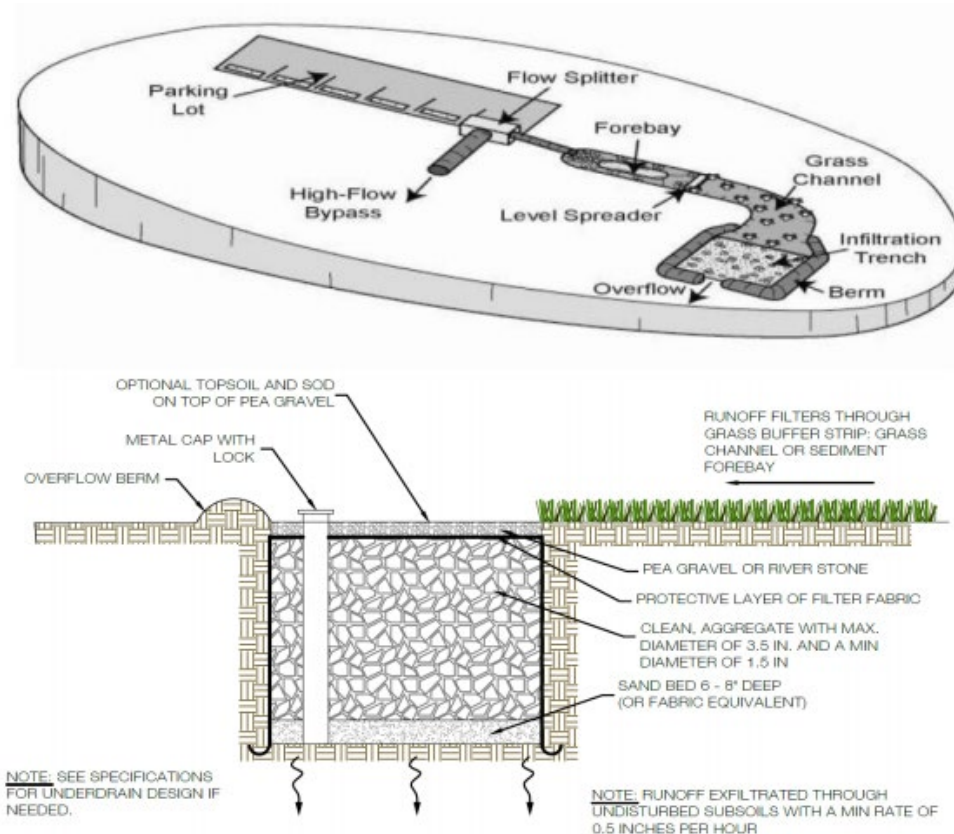 Parking
Lot
Flow Splitter
Forebay
Grass
Channel
High-Flow
Bypass
Level Spreader
Infiltration
Trench
Overflow
Berm
OPTIONAL TOPSOIL AND SOD
ON TOP OF PEA GRAVEL
METAL CAP WITH
LOCK
OVERFLOW BERM
RUNOFF FILTERS THROUGH
GRASS BUFFER STRIP; GRASS
CHANNEL OR SEDIMENT
FOREBAY
PEA GRAVEL OR RIVER STONE
PROTECTIVE LAYER OF FILTER FABRIC
CLEAN, AGGREGATE WITH MAX.
DIAMETER OF 3.5 IN. AND A MIN
DIAMETER OF 1.5 IN
SAND BED 6 - 8" DEEP
(OR FABRIC EQUIVALENT)
NOTE: SEE SPECIFICATIONS
FOR UNDERDRAIN DESIGN IF
NEEDED.
NOTE: RUNOFF EXFILTRATED THROUGH
UNDISTURBED SUBSOILS WITH A MIN RATE OF
0.5 INCHES PER HOUR